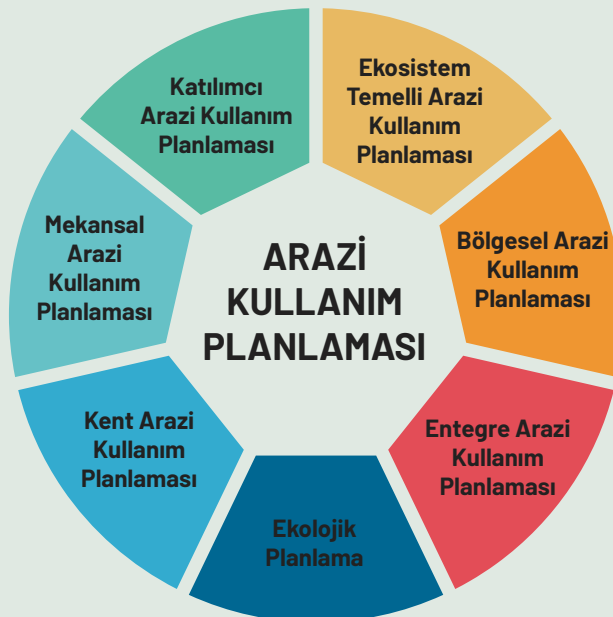 ARAZİ
KULLANIM
PLANLAMASI
Ekosistem
Temelli Arazi
Kullanım
Planlaması
Bölgesel Arazi
Kullanım
Planlaması
Entegre Arazi
Kullanım
Planlaması
Ekolojik
Planlama
Kent Arazi
Kullanım
Planlaması
Mekansal
Arazi
Kullanım
Planlaması
Katılımcı
Arazi Kullanım
Planlaması